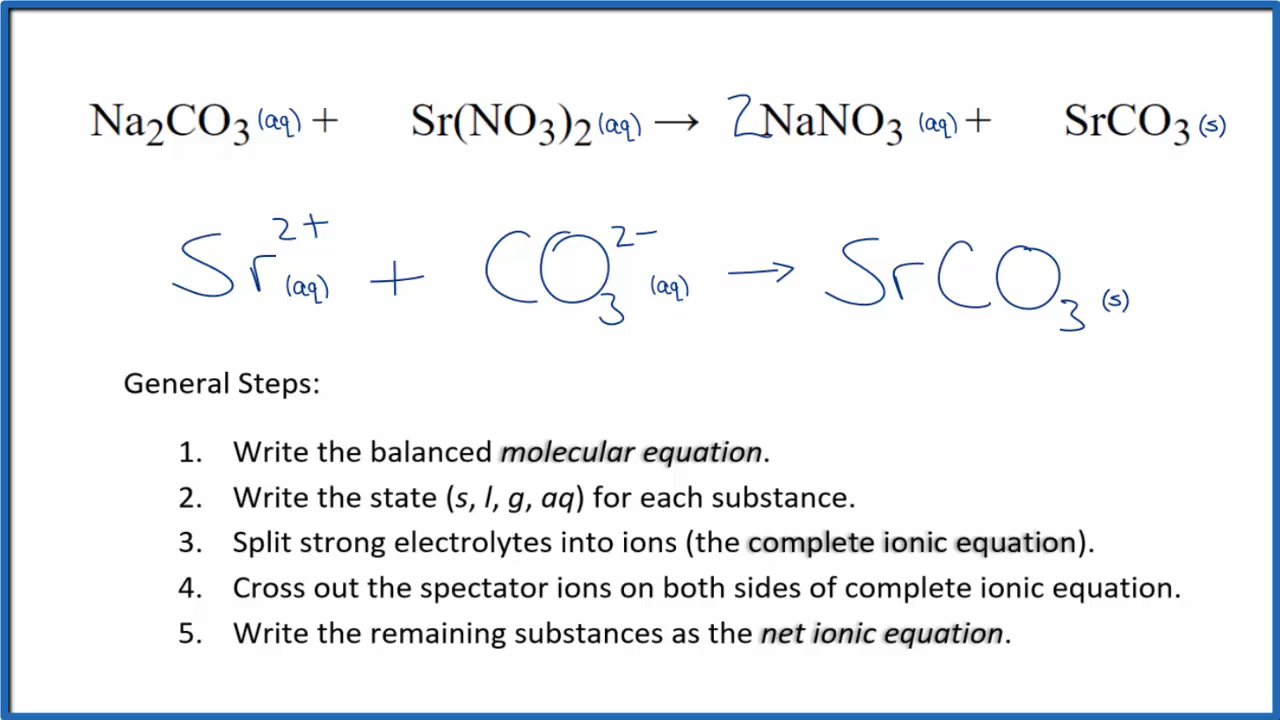 Na₂CO₃ (aq) + Sr(NO₃)₂ (aq) → 2NaNO₃ (aq) + SrCO₃ (s)
Sr²⁺ (aq) + CO₃²⁻ (aq) → SrCO₃ (s)
General Steps:
1. Write the balanced molecular equation.
2. Write the state (s, l, g, aq) for each substance.
3. Split strong electrolytes into ions (the complete ionic equation).
4. Cross out the spectator ions on both sides of complete ionic equation.
5. Write the remaining substances as the net ionic equation.